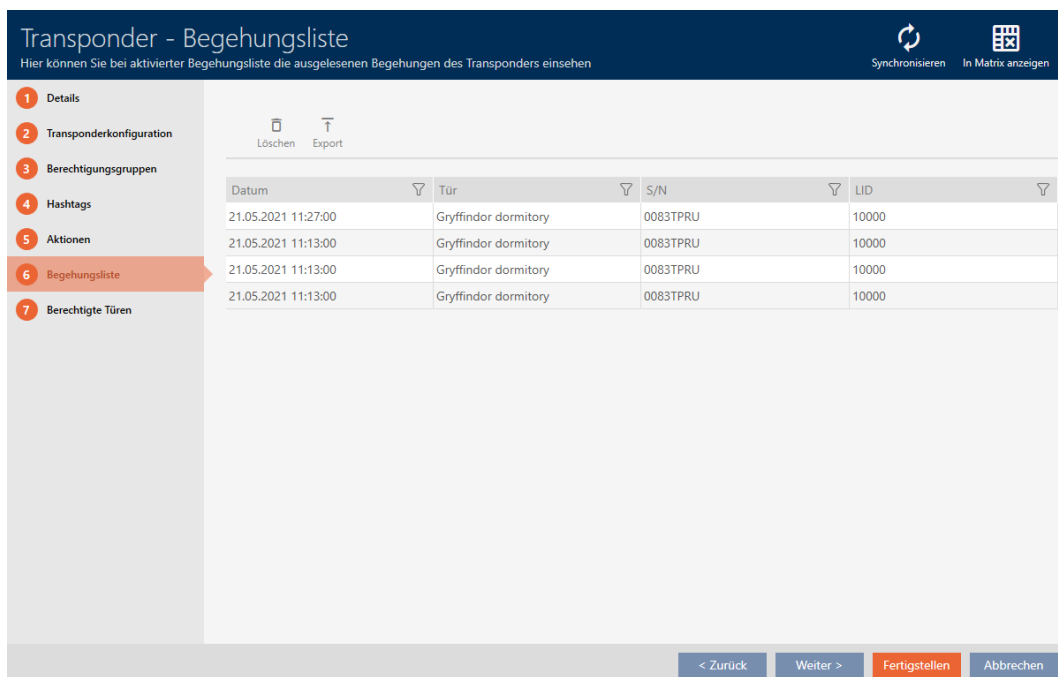 Transponder - Begehungsliste
Hier können Sie bei aktivierter Begehungsliste die ausgelesenen Begehungen des Transponders einsehen
Synchronisieren In Matrix anzeigen
1 Details
2 Transponderkonfiguration
3 Berechtigungsgruppen
4 Hashtags
5 Aktionen
6 Begehungsliste
7 Berechtigte Türen
Löschen Export
Datum Tür S/N LID
21.05.2021 11:27:00 Gryffindor dormitory 0083TPRU 10000
21.05.2021 11:13:00 Gryffindor dormitory 0083TPRU 10000
21.05.2021 11:13:00 Gryffindor dormitory 0083TPRU 10000
21.05.2021 11:13:00 Gryffindor dormitory 0083TPRU 10000
< Zurück Weiter > Fertigstellen Abbrechen